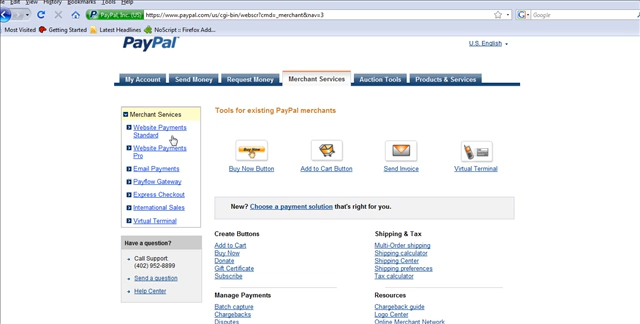 File Edit View History Bookmarks Tools Help
PayPal, Inc. (US) https://www.paypal.com/us/cgi-bin/webscr?cmd=_merchant&nav=3
Google
Most Visited Getting Started Latest Headlines NoScript :: Firefox Add...
PayPal
U.S. English
My Account Send Money Request Money Merchant Services Auction Tools Products & Services
Merchant Services
Website Payments
Standard
Website Payments
Pro
Email Payments
Payflow Gateway
Express Checkout
International Sales
Virtual Terminal
Have a question?
Call Support
(402) 952-8899
Send a question
Help Center
Tools for existing PayPal merchants
Buy Now
Buy Now Button Add to Cart Button Send Invoice Virtual Terminal
New? Choose a payment solution that's right for you.
Create Buttons
Add to Cart
Buy Now
Donate
Gift Certificate
Subscribe
Shipping & Tax
Multi-Order shipping
Shipping calculator
Shipping Center
Shipping preferences
Tax calculator
Manage Payments
Batch capture
Chargebacks
Disputes
Resources
Chargeback guide
Logo Center
Online Merchant Network